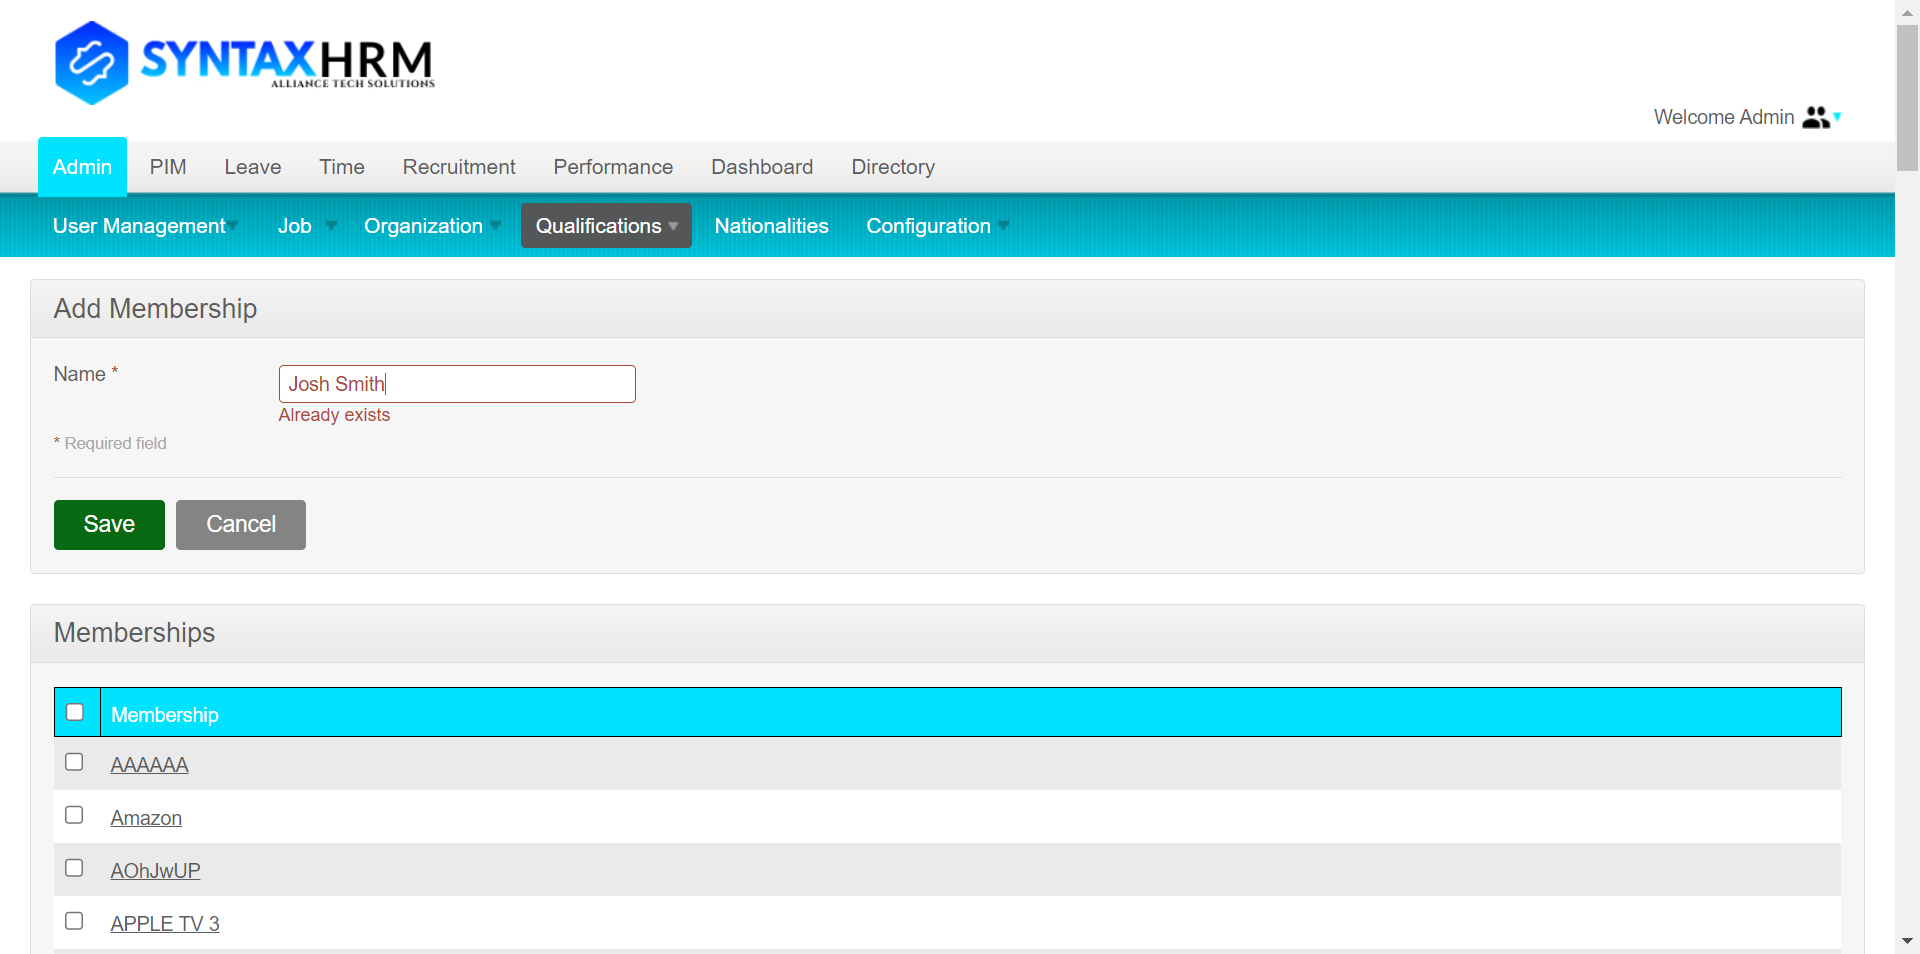 SYNTAXHRM
ALLIANCE TECH SOLUTIONS
Welcome Admin
Admin PIM Leave Time Recruitment Performance Dashboard Directory
User Management Job Organization Qualifications Nationalities Configuration
Add Membership
Name * Josh Smith
Already exists
* Required field
Save Cancel
Memberships
Membership
AAAAAA
Amazon
AOhJwUP
APPLE TV 3